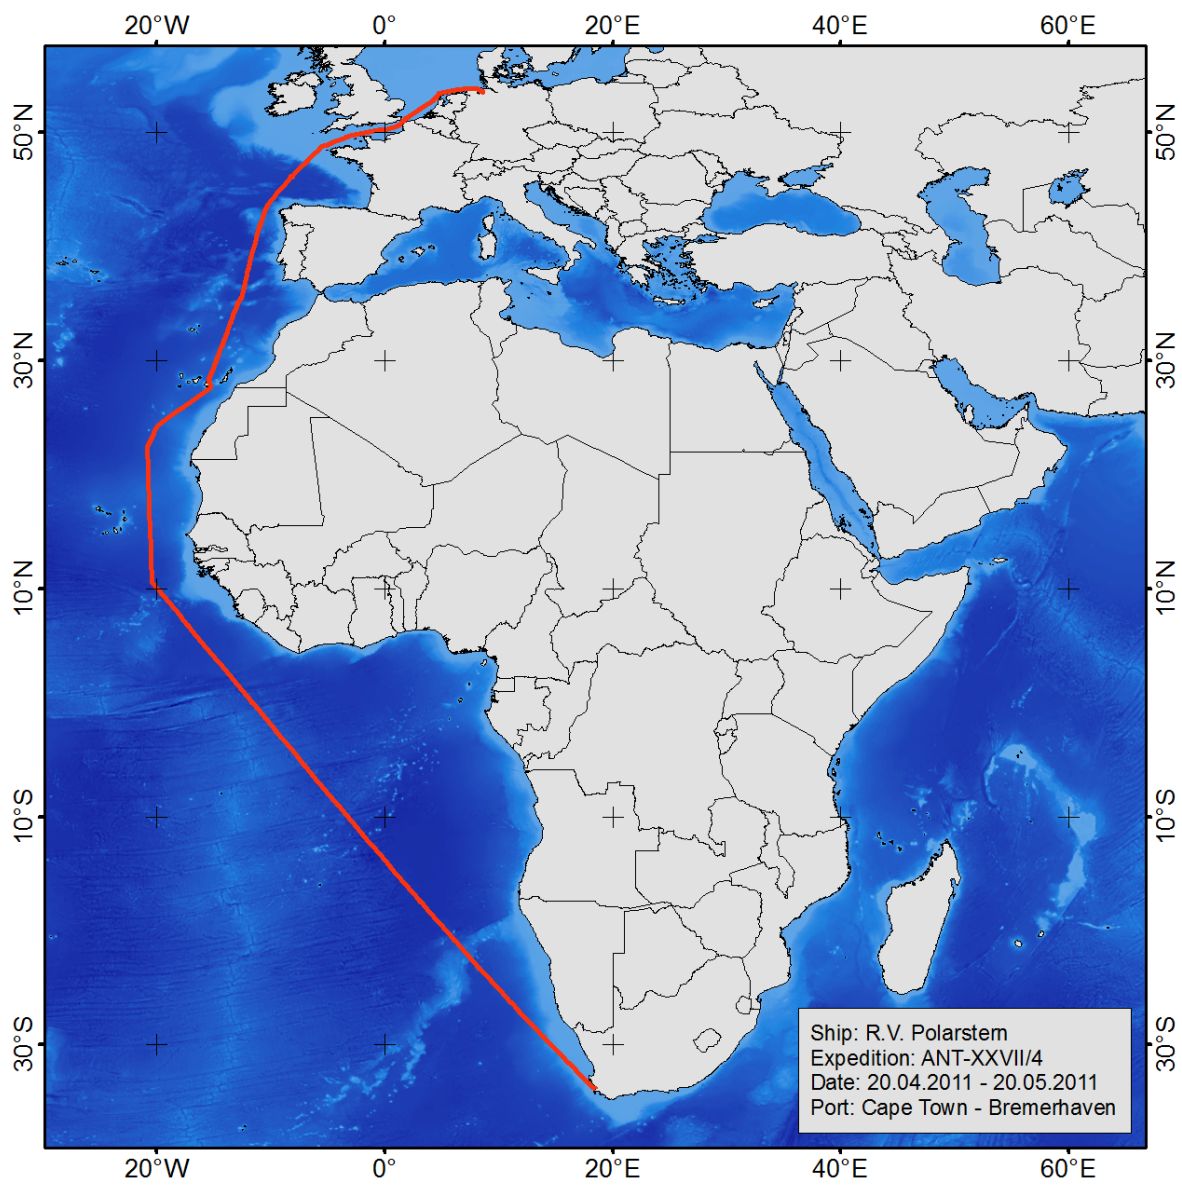 20°W 0° 20°E 40°E 60°E
50°N 50°N
30°N 30°N
10°N 10°N
10°S 10°S
30°S 30°S
Ship: R.V. Polarstern
Expedition: ANT-XXVII/4
Date: 20.04.2011 - 20.05.2011
Port: Cape Town - Bremerhaven
20°W 0° 20°E 40°E 60°E